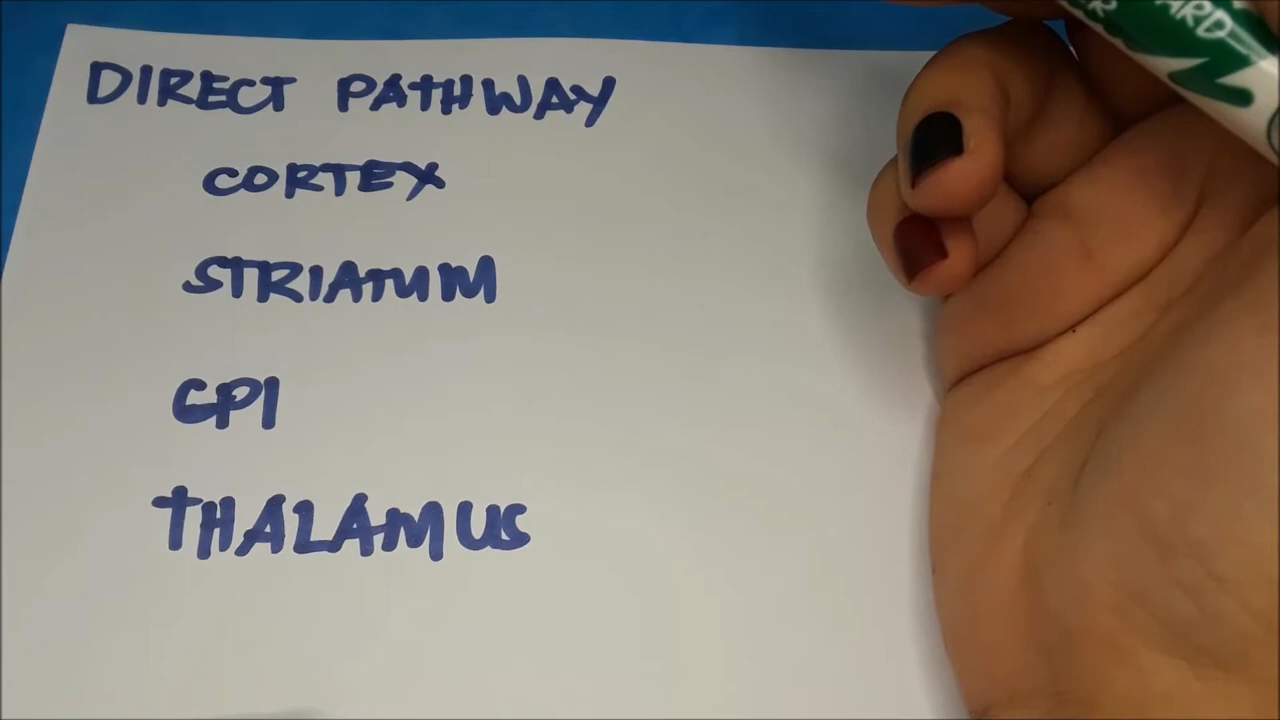 DIRECT PATHWAY
CORTEX
STRIATUM
GPI
THALAMUS